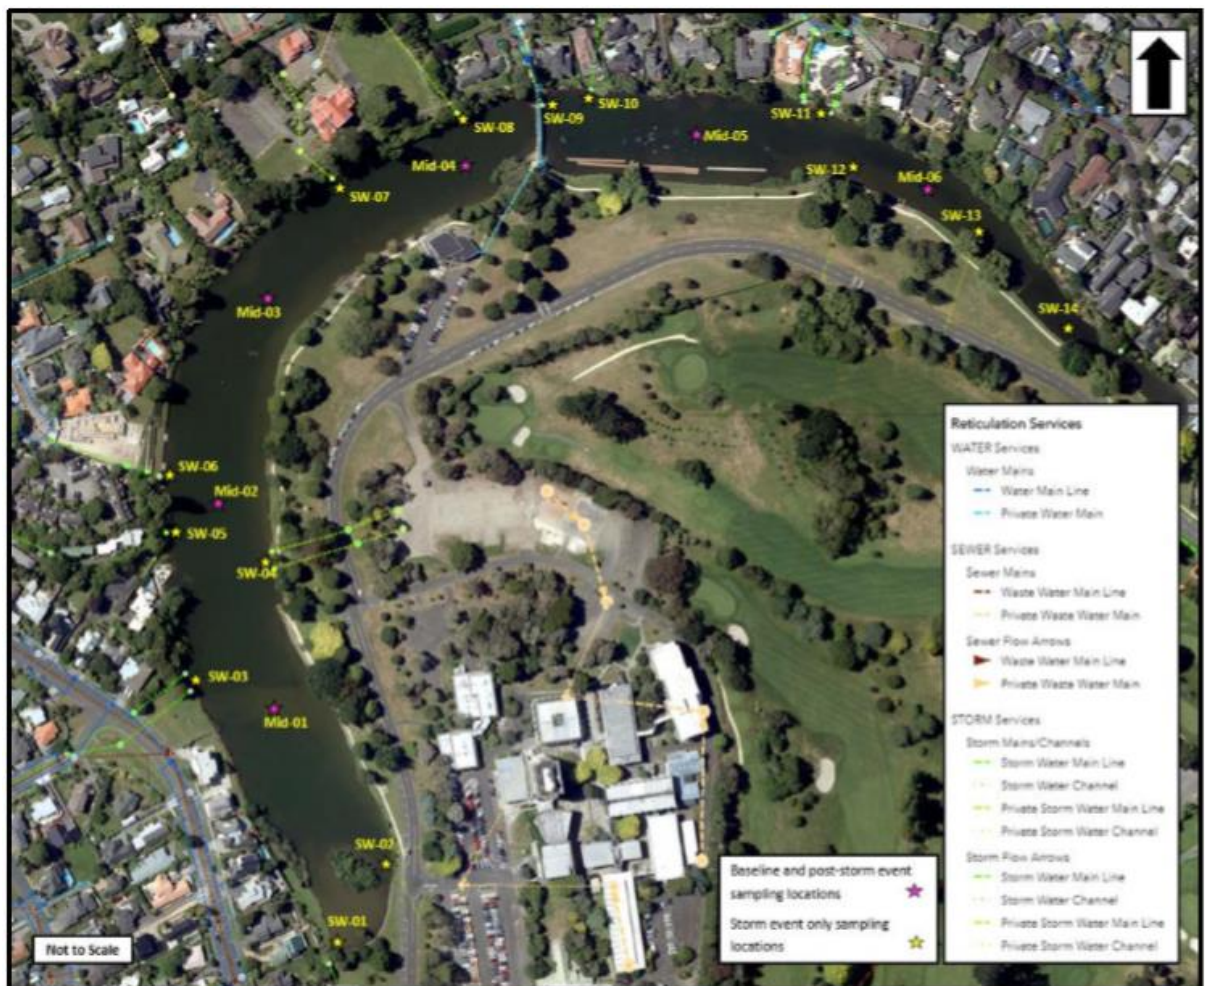 SW-10
SW-09
SW-08
SW-11
Mid-05
Mid-04
SW-12
Mid-06
SW-07
SW-13
Mid-03
SW-14
SW-06
Mid-02
SW-05
SW-04
SW-03
Mid-01
SW-02
SW-01
Not to Scale
Baseline and post-storm event
sampling locations
Storm event only sampling
locations
Reticulation Services
WATER Services
Water Mains
Water Main Line
Private Water Main
SEWER Services
Sewer Mains
Waste Water Main Line
Private Waste Water Main
Sewer Flow Arrows
Waste Water Main Line
Private Waste Water Main
STORM Services
Storm Mains/Channels
Storm Water Main Line
Storm Water Channel
Private Storm Water Main Line
Private Storm Water Channel
Storm Flow Arrows
Storm Water Main Line
Storm Water Channel
Private Storm Water Main Line
Private Storm Water Channel